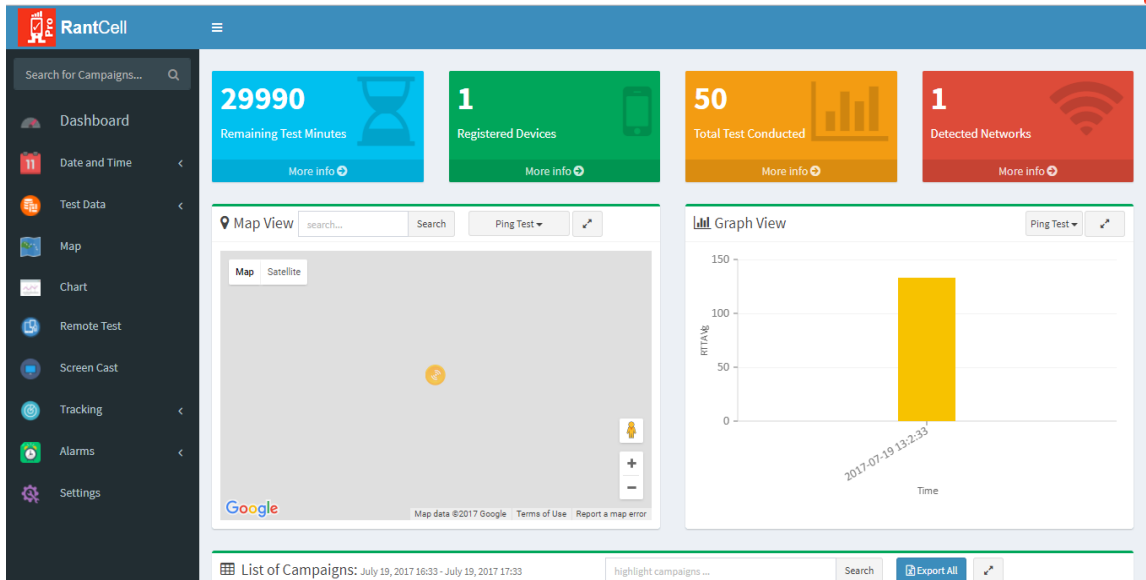 Pro
RantCell
Search for Campaigns...
Dashboard
11 Date and Time
Test Data
Map
Chart
Remote Test
Screen Cast
Tracking
Alarms
Settings
29990
Remaining Test Minutes
More info
1
Registered Devices
More info
50
Total Test Conducted
More info
1
Detected Networks
More info
Map View search... Search Ping Test
Map Satellite
Google
Map data ©2017 Google Terms of Use Report a map error
Graph View Ping Test
150
100
50
0
RTTAVg
2017-07-19 13:2:33
Time
List of Campaigns: July 19, 2017 16:33 - July 19, 2017 17:33 highlight campaigns ... Search Export All